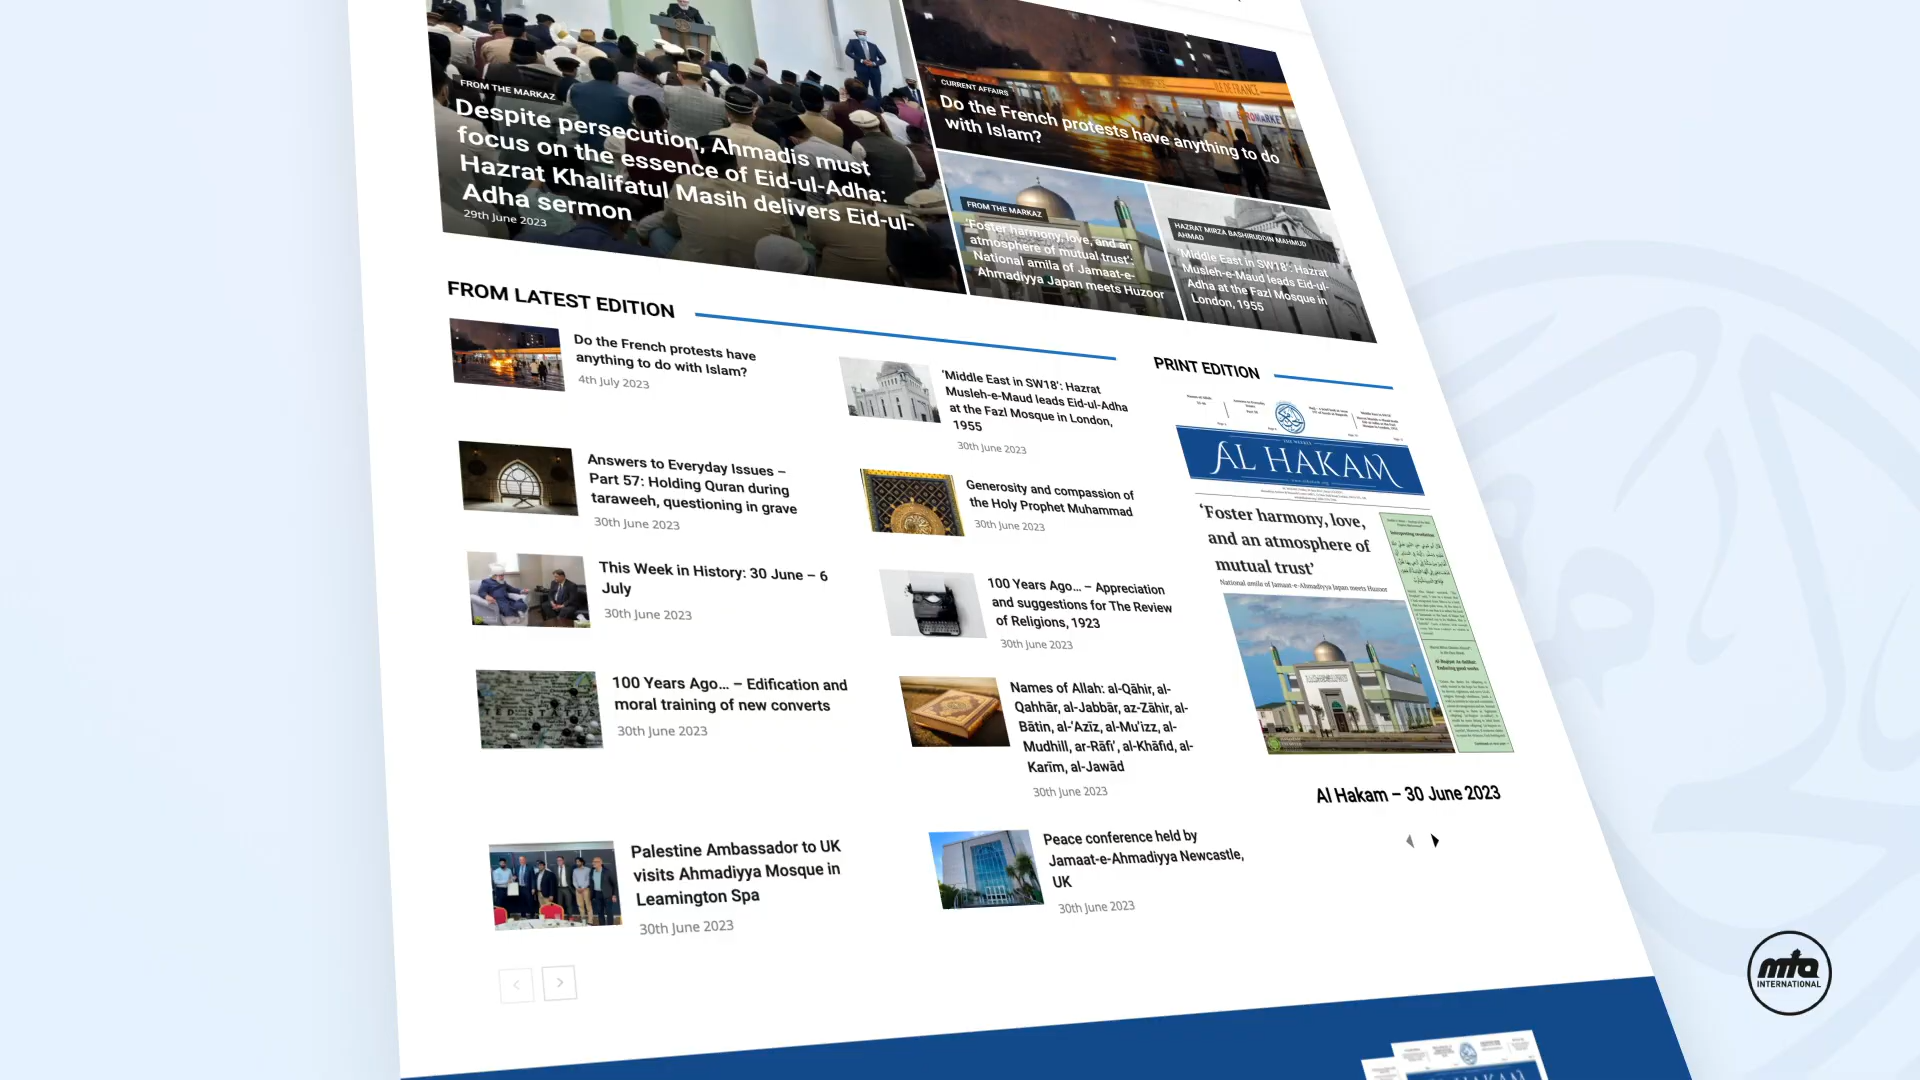 FROM THE MARKAZ
Despite persecution, Ahmadis must
focus on the essence of Eid-ul-Adha:
Hazrat Khalifatul Masih delivers Eid-ul-
Adha sermon
29th June 2023
CURRENT AFFAIRS
Do the French protests have anything to do
with Islam?
ILE DE FRANCE
FROM THE MARKAZ
'Foster harmony, love, and an
atmosphere of mutual trust':
National amila of Jamaat-e-
Ahmadiyya Japan meets Huzoor
HAZRAT MIRZA BASHIRUDDIN MAHMUD
AHMAD
'Middle East in SW18': Hazrat
Musleh-e-Maud leads Eid-ul-
Adha at the Fazl Mosque in
London, 1955
FROM LATEST EDITION
Do the French protests have
anything to do with Islam?
4th July 2023
'Middle East in SW18': Hazrat
Musleh-e-Maud leads Eid-ul-Adha
at the Fazl Mosque in London,
1955
30th June 2023
Answers to Everyday Issues –
Part 57: Holding Quran during
taraweeh, questioning in grave
30th June 2023
Generosity and compassion of
the Holy Prophet Muhammad
30th June 2023
This Week in History: 30 June – 6
July
30th June 2023
100 Years Ago... – Appreciation
and suggestions for The Review
of Religions, 1923
30th June 2023
100 Years Ago... – Edification and
moral training of new converts
30th June 2023
Names of Allah: al-Qāhir, al-
Qahhār, al-Jabbār, az-Zāhir, al-
Bātin, al-'Azīz, al-Mu'izz, al-
Mudhill, ar-Rāfi', al-Khāfid, al-
Karīm, al-Jawād
30th June 2023
Palestine Ambassador to UK
visits Ahmadiyya Mosque in
Leamington Spa
30th June 2023
Peace conference held by
Jamaat-e-Ahmadiyya Newcastle,
UK
30th June 2023
PRINT EDITION
THE WEEKLY
AL HAKAM
www.alhakam.org
'Foster harmony, love,
and an atmosphere of
mutual trust'
National amila of Jamaat-e-Ahmadiyya Japan meets Huzoor
Al Hakam – 30 June 2023
mta
INTERNATIONAL
AL HAKAM